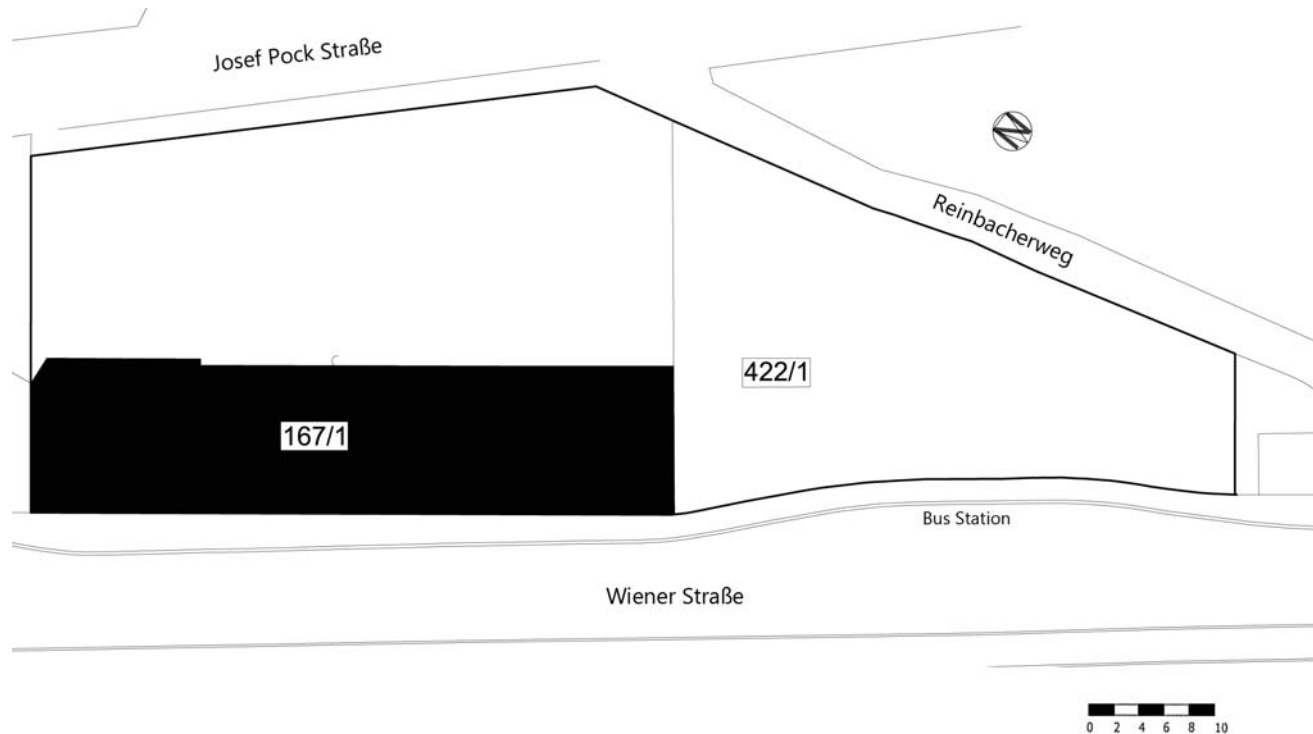 Josef Pock Straße
N
Reinbacherweg
422/1
167/1
Bus Station
Wiener Straße
0 2 4 6 8 10